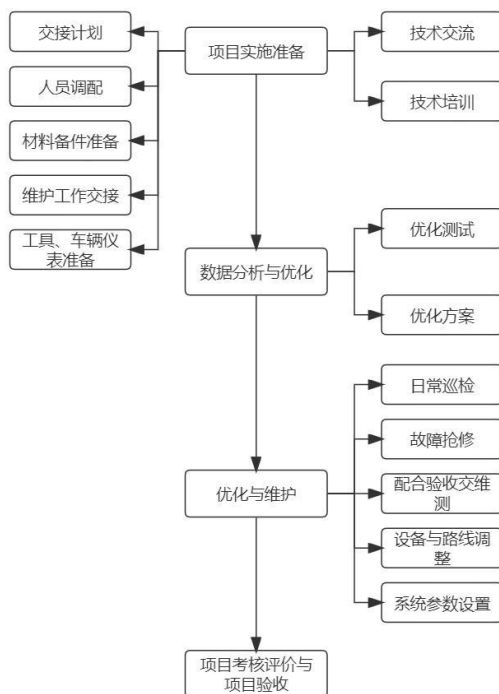 交接计划
项目实施准备
技术交流
人员调配
技术培训
材料备件准备
维护工作交接
工具、车辆仪
表准备
数据分析与优化
优化测试
优化方案
日常巡检
故障抢修
优化与维护
配合验收交维
测
设备与路线调
整
系统参数设置
项目考核评价与
项目验收